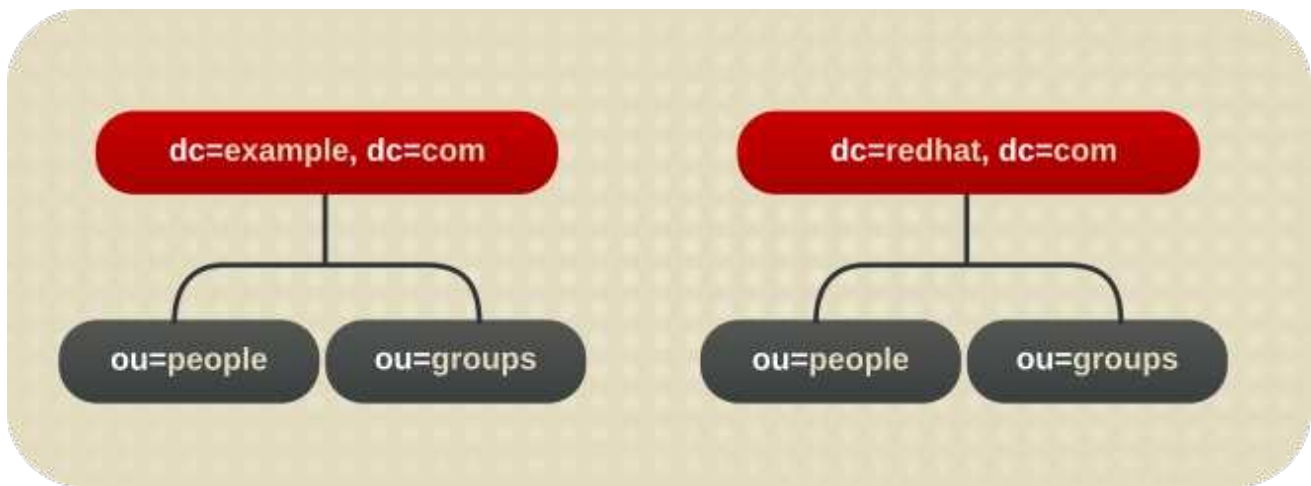 dc=example, dc=com
dc=redhat, dc=com
ou=people
ou=groups
ou=people
ou=groups